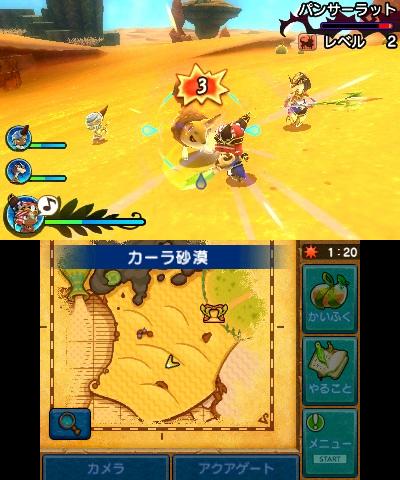 パンサーラット
レベル 2
3
カーラ砂漠
1:20
かいふく
やること
メニュー
START
カメラ
アクアゲート